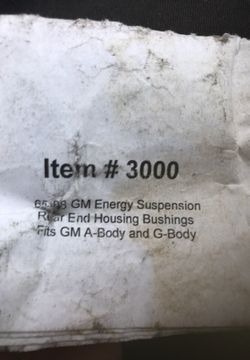 Item # 3000
GM Energy Suspension
Rear End Housing Bushings
Fits GM A-Body and G-Body